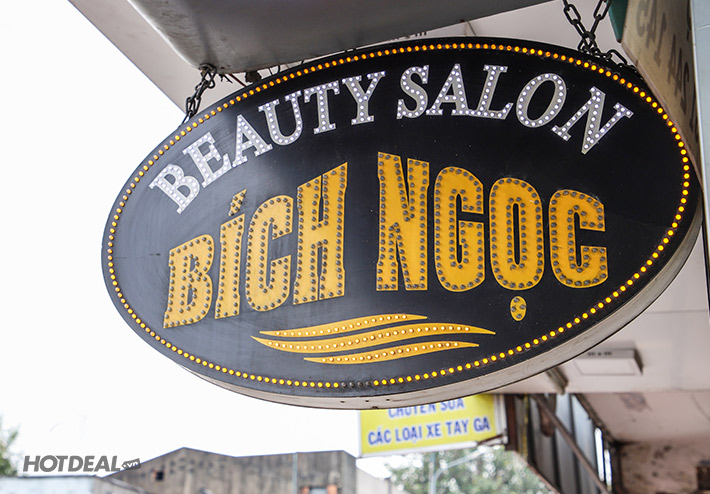 BEAUTY SALON
BÍCH NGỌC
CHUYÊN SỬA
CÁC LOẠI XE TAY GA
HOTDEAL.VN